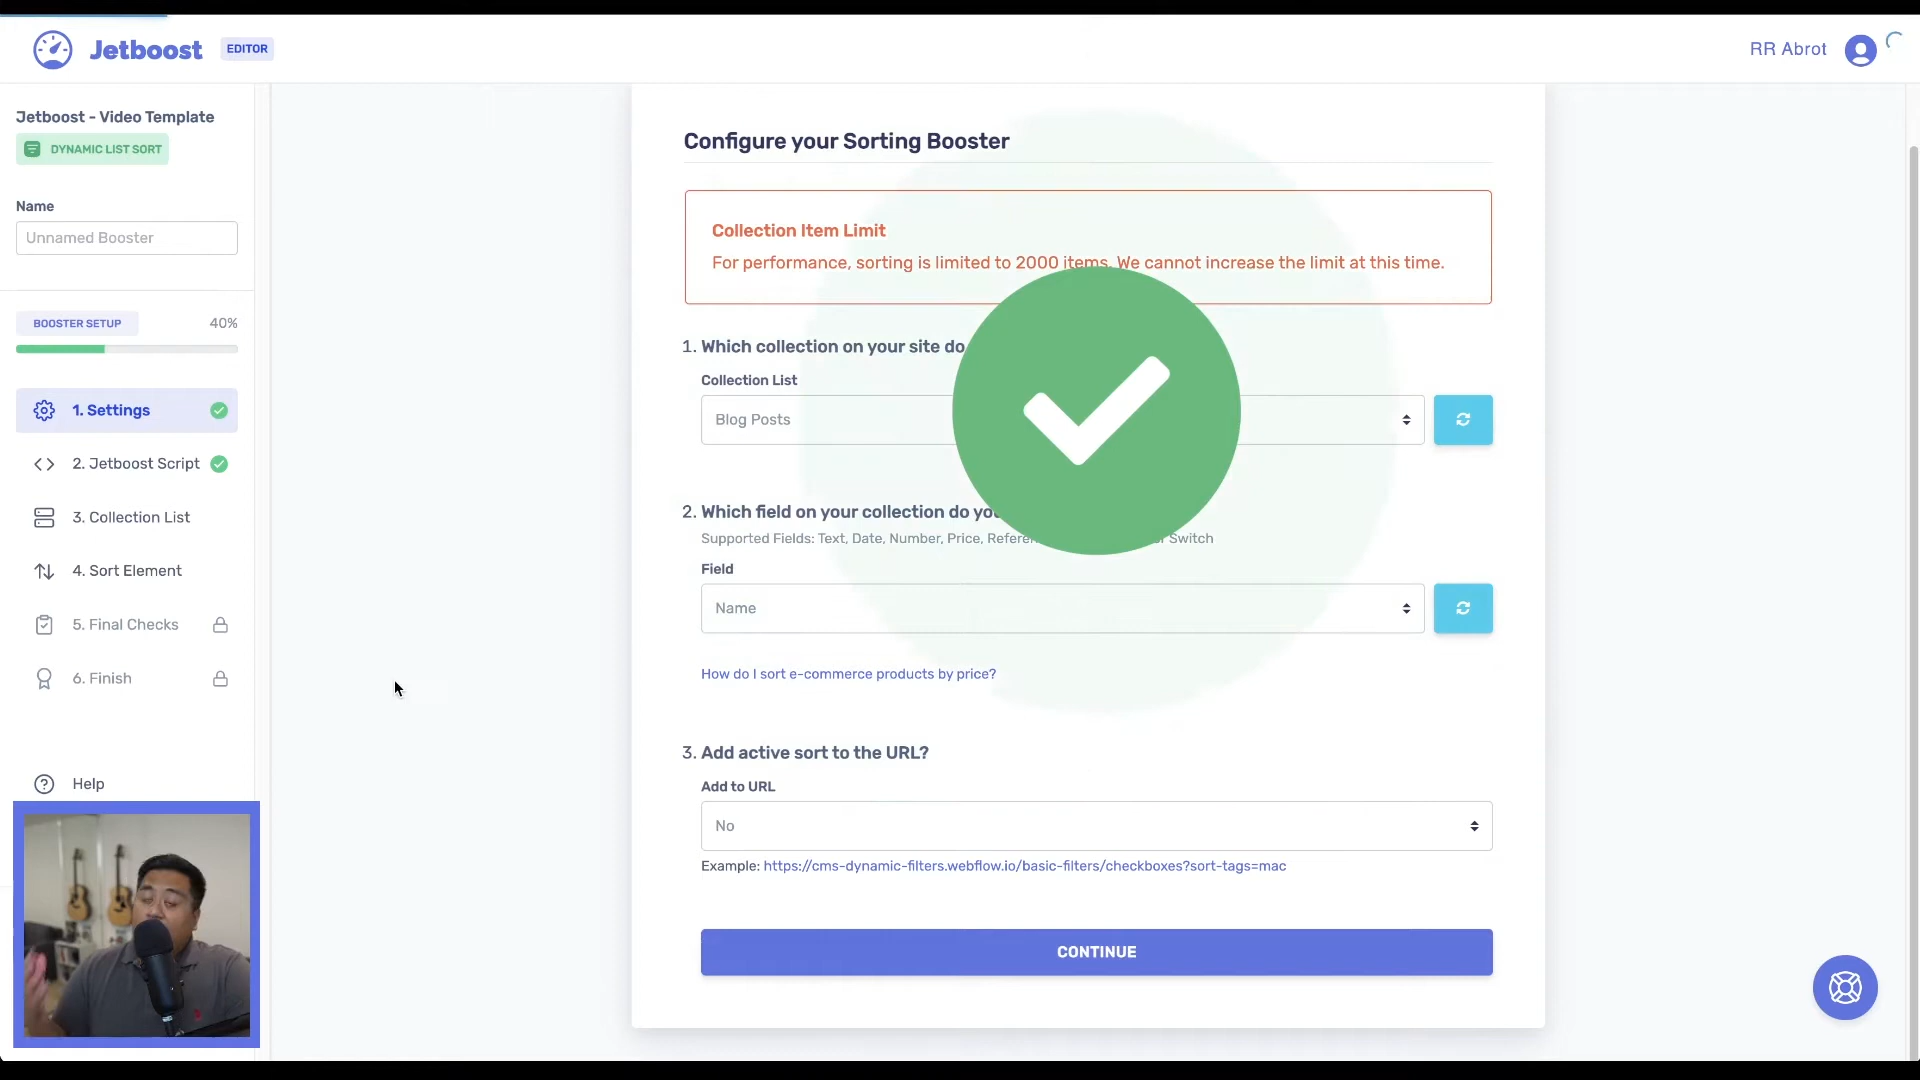 Jetboost EDITOR
RR Abrot
Jetboost - Video Template
DYNAMIC LIST SORT
Name
Unnamed Booster
BOOSTER SETUP 40%
1. Settings
2. Jetboost Script
3. Collection List
4. Sort Element
5. Final Checks
6. Finish
Help
Configure your Sorting Booster
Collection Item Limit
For performance, sorting is limited to 2000 items. We cannot increase the limit at this time.
1. Which collection on your site do
Collection List
Blog Posts
2. Which field on your collection do
Supported Fields: Text, Date, Number, Price, Switch
Field
Name
How do I sort e-commerce products by price?
3. Add active sort to the URL?
Add to URL
No
Example: https://cms-dynamic-filters.webflow.io/basic-filters/checkboxes?sort-tags=mac
CONTINUE